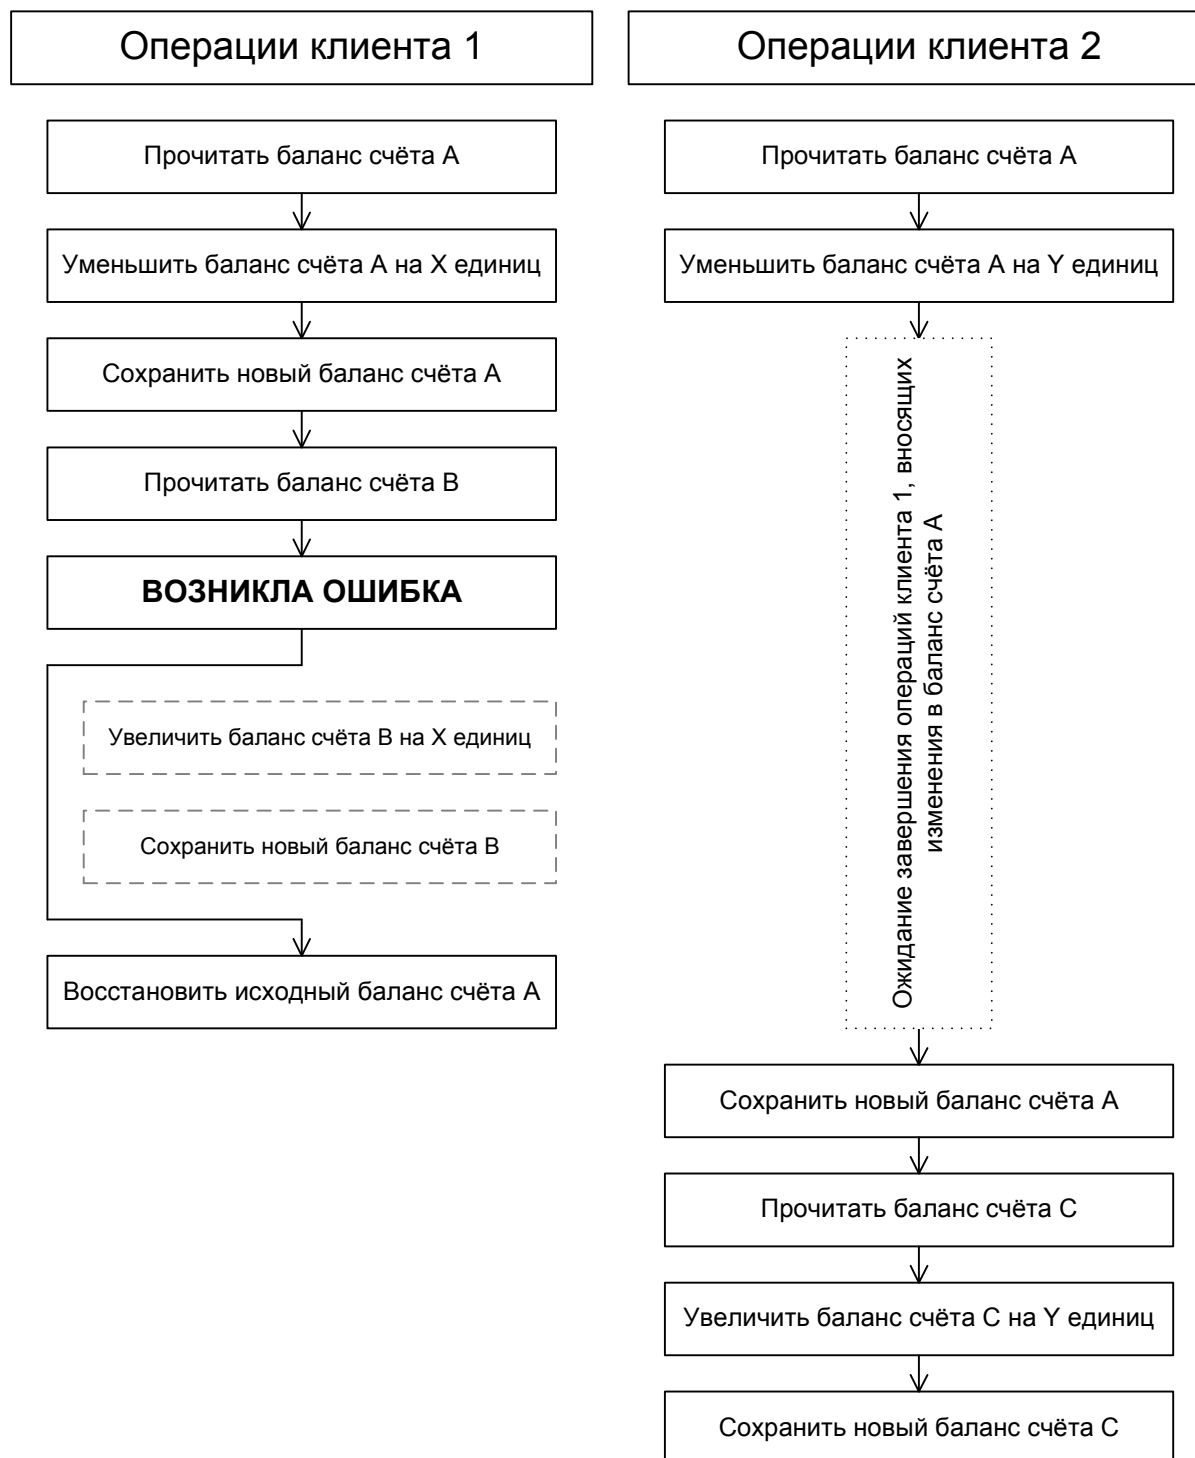 Операции клиента 1
Операции клиента 2
Прочитать баланс счёта A
Уменьшить баланс счёта A на X единиц
Сохранить новый баланс счёта A
Прочитать баланс счёта B
ВОЗНИКЛА ОШИБКА
Увеличить баланс счёта B на X единиц
Сохранить новый баланс счёта B
Восстановить исходный баланс счёта A
Прочитать баланс счёта A
Уменьшить баланс счёта A на Y единиц
Ожидание завершения операций клиента 1, вносящих
изменения в баланс счёта A
Сохранить новый баланс счёта A
Прочитать баланс счёта C
Увеличить баланс счёта C на Y единиц
Сохранить новый баланс счёта C